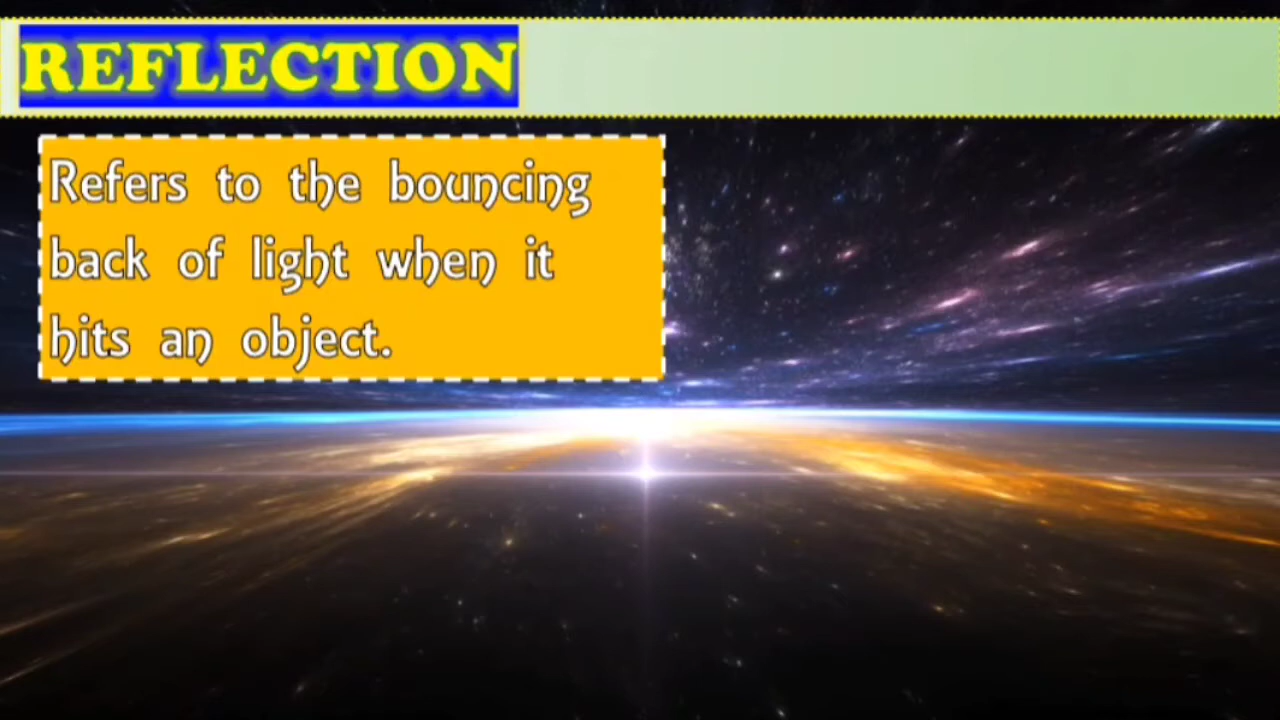 REFLECTION
Refers to the bouncing
back of light when it
hits an object.